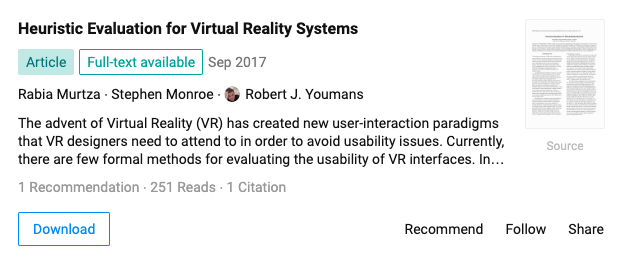 Heuristic Evaluation for Virtual Reality Systems
Article Full-text available Sep 2017
Rabia Murtza · Stephen Monroe · Robert J. Youmans
The advent of Virtual Reality (VR) has created new user-interaction paradigms
that VR designers need to attend to in order to avoid usability issues. Currently,
there are few formal methods for evaluating the usability of VR interfaces. In…
Source
1 Recommendation · 251 Reads · 1 Citation
Download Recommend Follow Share